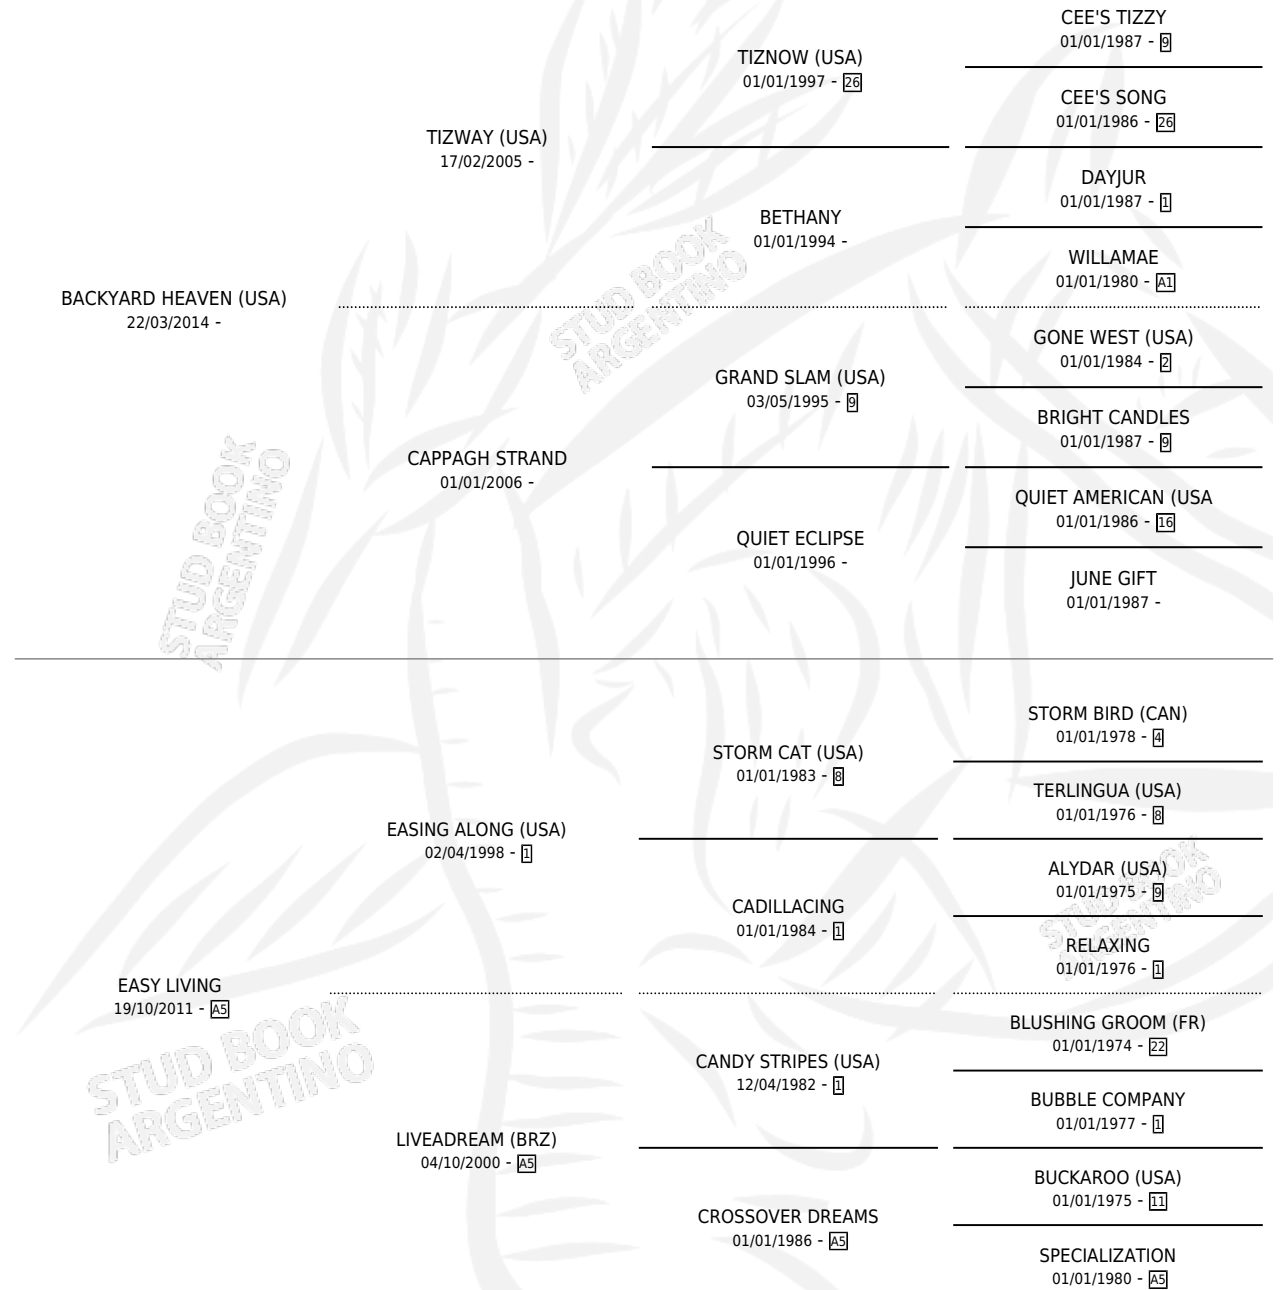 CEE'S TIZZY
01/01/1987 - 9
TIZNOW (USA)
01/01/1997 - 26
CEE'S SONG
01/01/1986 - 26
TIZWAY (USA)
17/02/2005 -
DAYJUR
01/01/1987 - 1
BETHANY
01/01/1994 -
WILLAMAE
01/01/1980 - A1
BACKYARD HEAVEN (USA)
22/03/2014 -
STUD BOOK
ARGENTINO
GONE WEST (USA)
01/01/1984 - 2
GRAND SLAM (USA)
03/05/1995 - 9
BRIGHT CANDLES
01/01/1987 - 9
CAPPAGH STRAND
01/01/2006 -
QUIET AMERICAN (USA
01/01/1986 - 16
QUIET ECLIPSE
01/01/1996 -
JUNE GIFT
01/01/1987 -
STUD BOOK
ARGENTINO
STORM BIRD (CAN)
01/01/1978 - 4
STORM CAT (USA)
01/01/1983 - 8
TERLINGUA (USA)
01/01/1976 - 8
EASING ALONG (USA)
02/04/1998 - 1
ALYDAR (USA)
01/01/1975 - 9
CADILLACING
01/01/1984 - 1
RELAXING
01/01/1976 - 1
STUD BOOK
ARGENTINO
EASY LIVING
19/10/2011 - A5
BLUSHING GROOM (FR)
01/01/1974 - 22
CANDY STRIPES (USA)
12/04/1982 - 1
BUBBLE COMPANY
01/01/1977 - 1
STUD BOOK
ARGENTINO
LIVEADREAM (BRZ)
04/10/2000 - A5
BUCKAROO (USA)
01/01/1975 - 11
CROSSOVER DREAMS
01/01/1986 - A5
SPECIALIZATION
01/01/1980 - A5